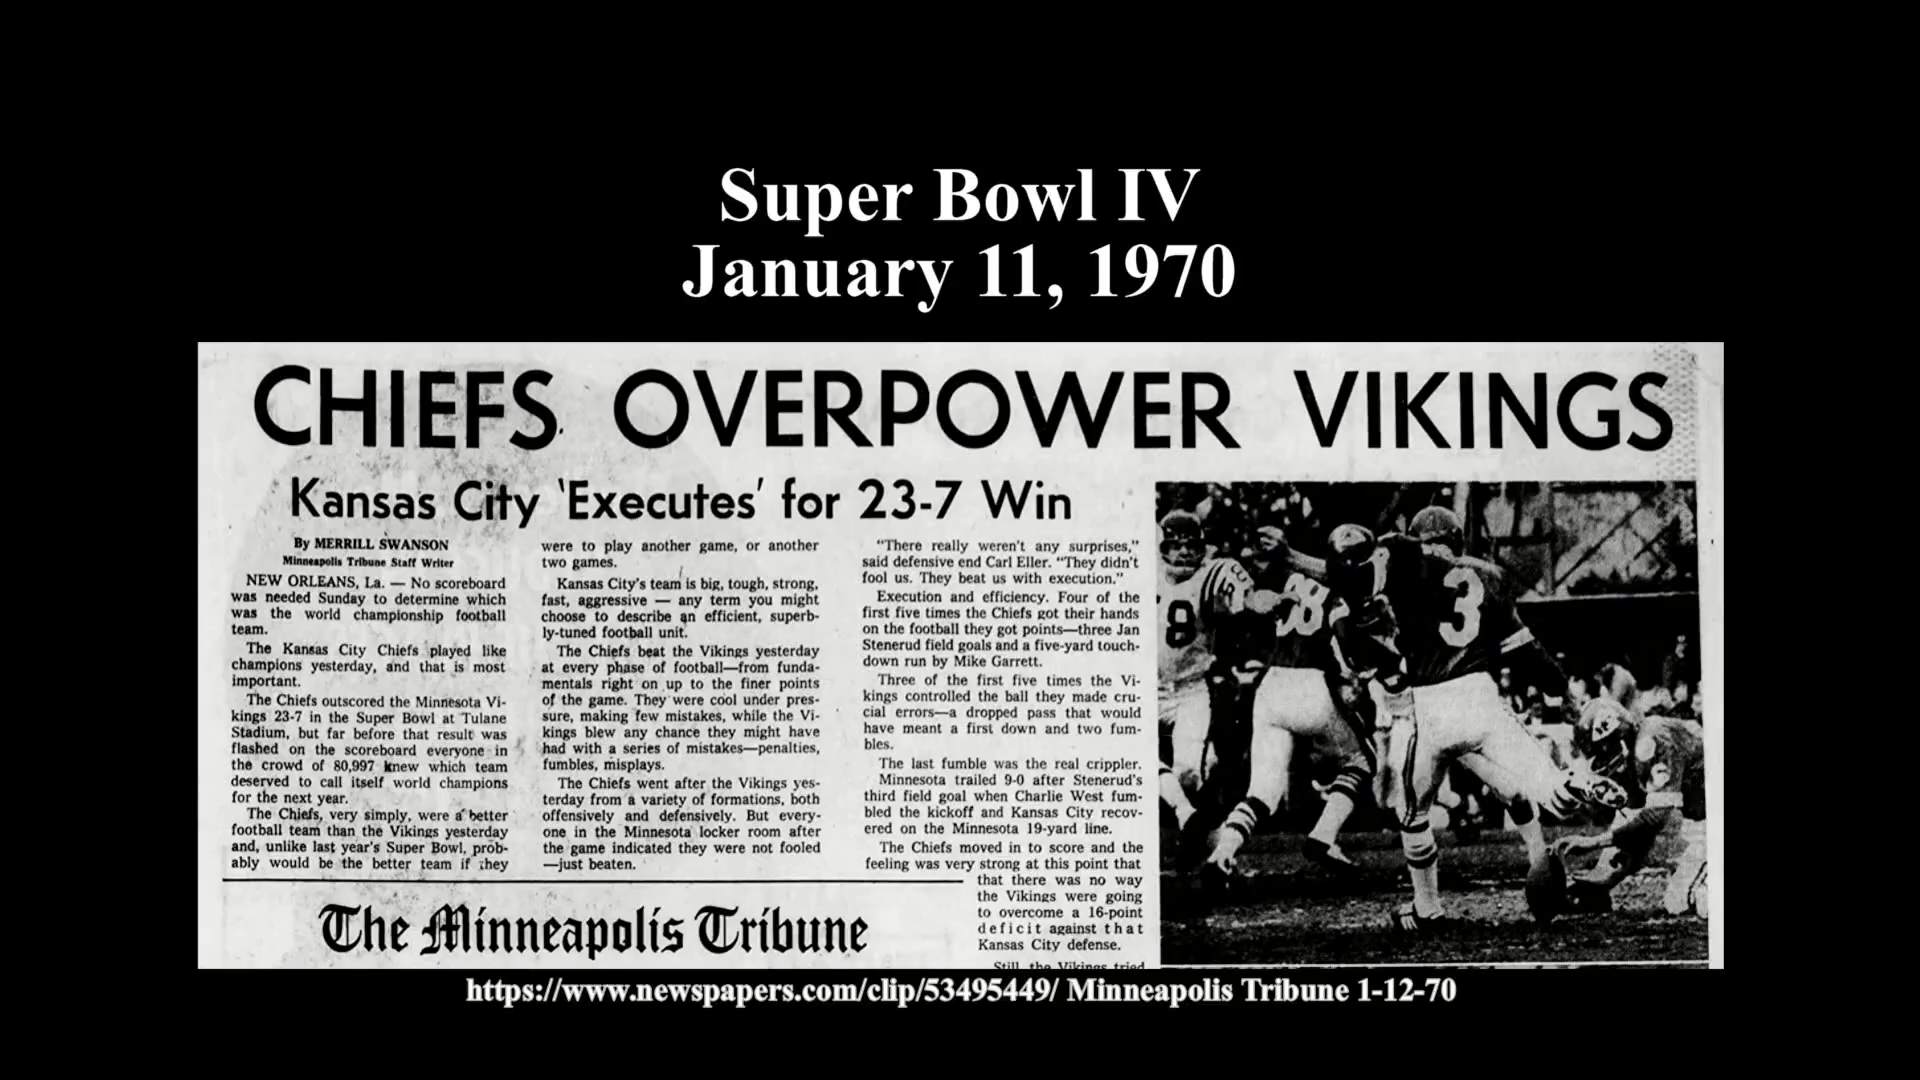 Super Bowl IV
January 11, 1970
CHIEFS OVERPOWER VIKINGS
Kansas City 'Executes' for 23-7 Win
By MERRILL SWANSON
Minneapolis Tribune Staff Writer
NEW ORLEANS, La. — No scoreboard
was needed Sunday to determine which
was the world championship football
team.
The Kansas City Chiefs played like
champions yesterday, and that is most
important.
The Chiefs outscored the Minnesota Vi-
kings 23-7 in the Super Bowl at Tulane
Stadium, but far before that result was
flashed on the scoreboard everyone in
the crowd of 80,997 knew which team
deserved to call itself world champions
for the next year.
The Chiefs, very simply, were a better
football team than the Vikings yesterday
and, unlike last year's Super Bowl, prob-
ably would be the better team if they
were to play another game, or another
two games.
Kansas City's team is big, tough, strong,
fast, aggressive — any term you might
choose to describe an efficient, superb-
ly-tuned football unit.
The Chiefs beat the Vikings yesterday
at every phase of football—from funda-
mentals right on up to the finer points
of the game. They were cool under pres-
sure, making few mistakes, while the Vi-
kings blew any chance they might have
had with a series of mistakes—penalties,
fumbles, misplays.
The Chiefs went after the Vikings yes-
terday from a variety of formations, both
offensively and defensively. But every-
one in the Minnesota locker room after
the game indicated they were not fooled
—just beaten.
"There really weren't any surprises,"
said defensive end Carl Eller. "They didn't
fool us. They beat us with execution."
Execution and efficiency. Four of the
first five times the Chiefs got their hands
on the football they got points—three Jan
Stenerud field goals and a five-yard touch-
down run by Mike Garrett.
Three of the first five times the Vi-
kings controlled the ball they made cru-
cial errors—a dropped pass that would
have meant a first down and two fum-
bles.
The last fumble was the real crippler.
Minnesota trailed 9-0 after Stenerud's
third field goal when Charlie West fum-
bled the kickoff and Kansas City recov-
ered on the Minnesota 19-yard line.
The Chiefs moved in to score and the
feeling was very strong at this point that
that there was no way
the Vikings were going
to overcome a 16-point
deficit against that
Kansas City defense.
Still, the Vikings tried
The Minneapolis Tribune
8
88
3
https://www.newspapers.com/clip/53495449/ Minneapolis Tribune 1-12-70